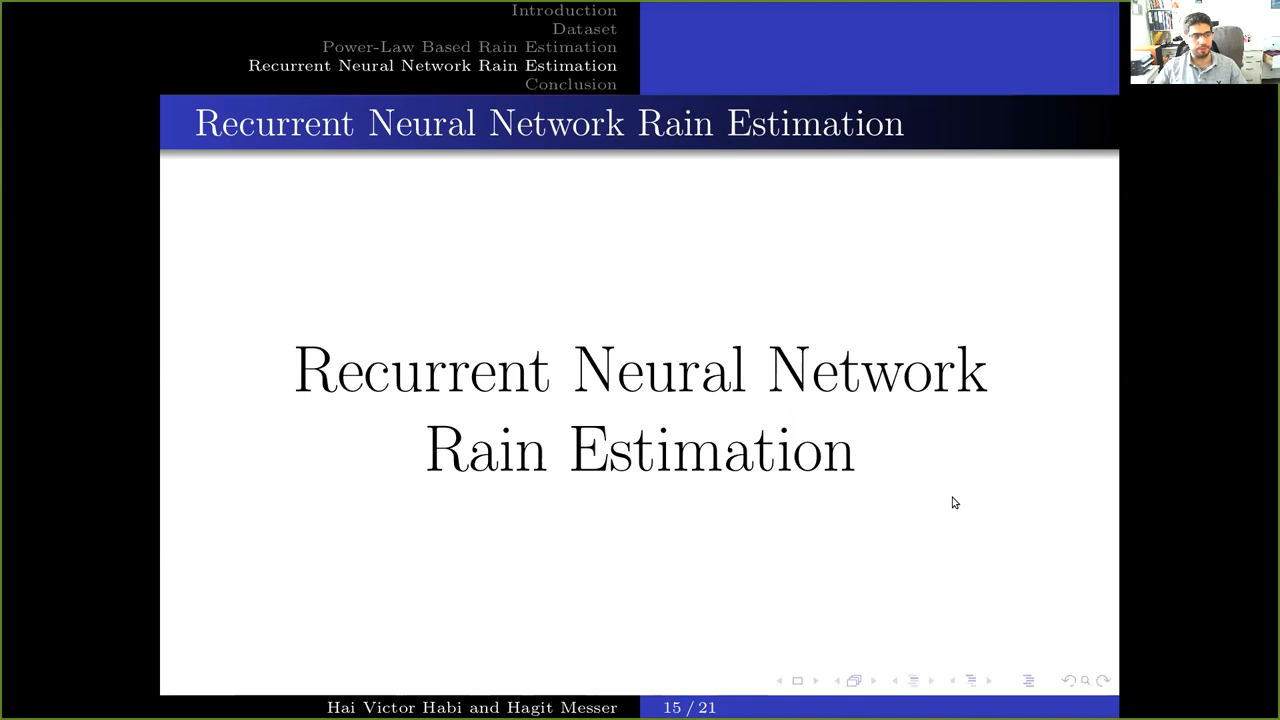 Introduction
Dataset
Power-Law Based Rain Estimation
Recurrent Neural Network Rain Estimation
Conclusion
Recurrent Neural Network Rain Estimation
Recurrent Neural Network
Rain Estimation
Hai Victor Habi and Hagit Messer
15 / 21